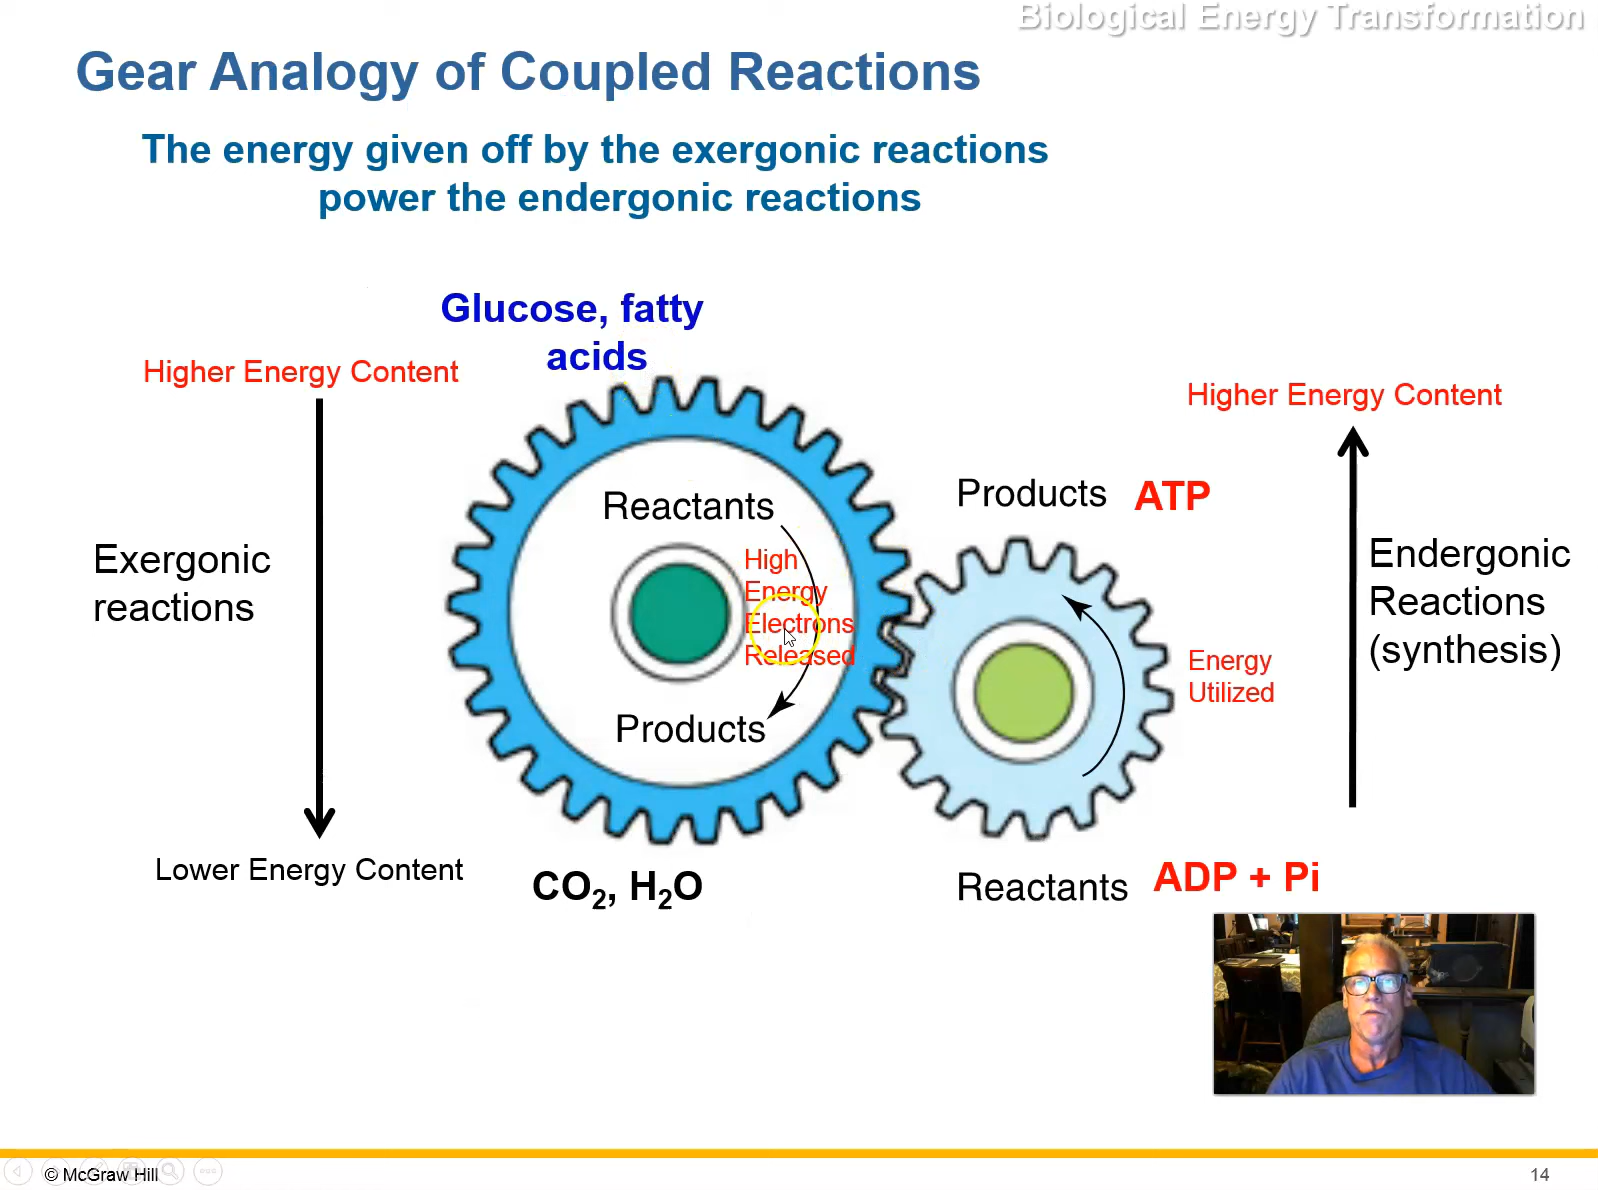 Biological Energy Transformation
Gear Analogy of Coupled Reactions
The energy given off by the exergonic reactions
power the endergonic reactions
Glucose, fatty
acids
Higher Energy Content
Higher Energy Content
Reactants
Products ATP
High
Energy
Electrons
Released
Exergonic
reactions
Endergonic
Reactions
(synthesis)
Energy
Utilized
Products
Lower Energy Content
CO₂, H₂O
Reactants ADP + Pi
© McGraw Hill
14